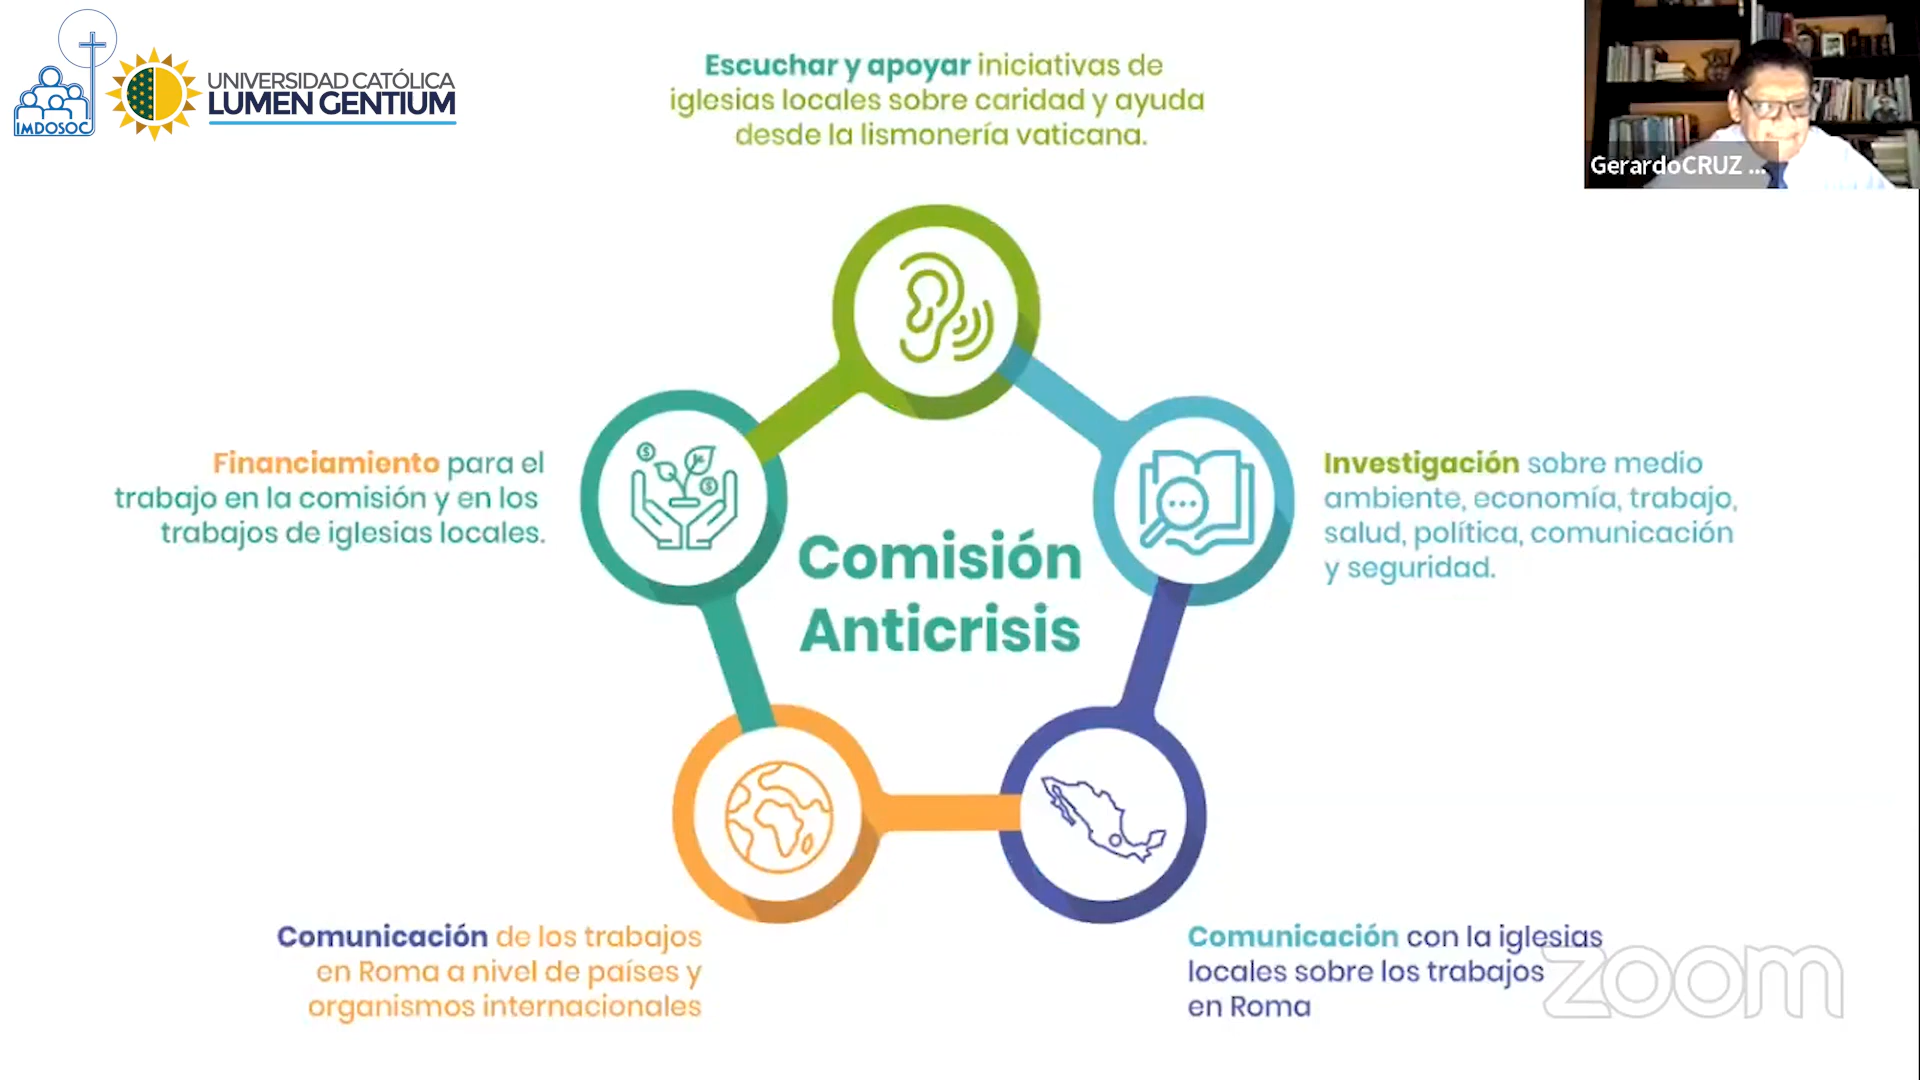 IMDOSOC
UNIVERSIDAD CATÓLICA
LUMEN GENTIUM
Escuchar y apoyar iniciativas de
iglesias locales sobre caridad y ayuda
desde la lismonería vaticana.
GerardoCRUZ ...
Financiamiento para el
trabajo en la comisión y en los
trabajos de iglesias locales.
$
$
Comisión
Anticrisis
Investigación sobre medio
ambiente, economía, trabajo,
salud, política, comunicación
y seguridad.
Comunicación de los trabajos
en Roma a nivel de países y
organismos internacionales
Comunicación con la iglesias
locales sobre los trabajos
en Roma
zoom